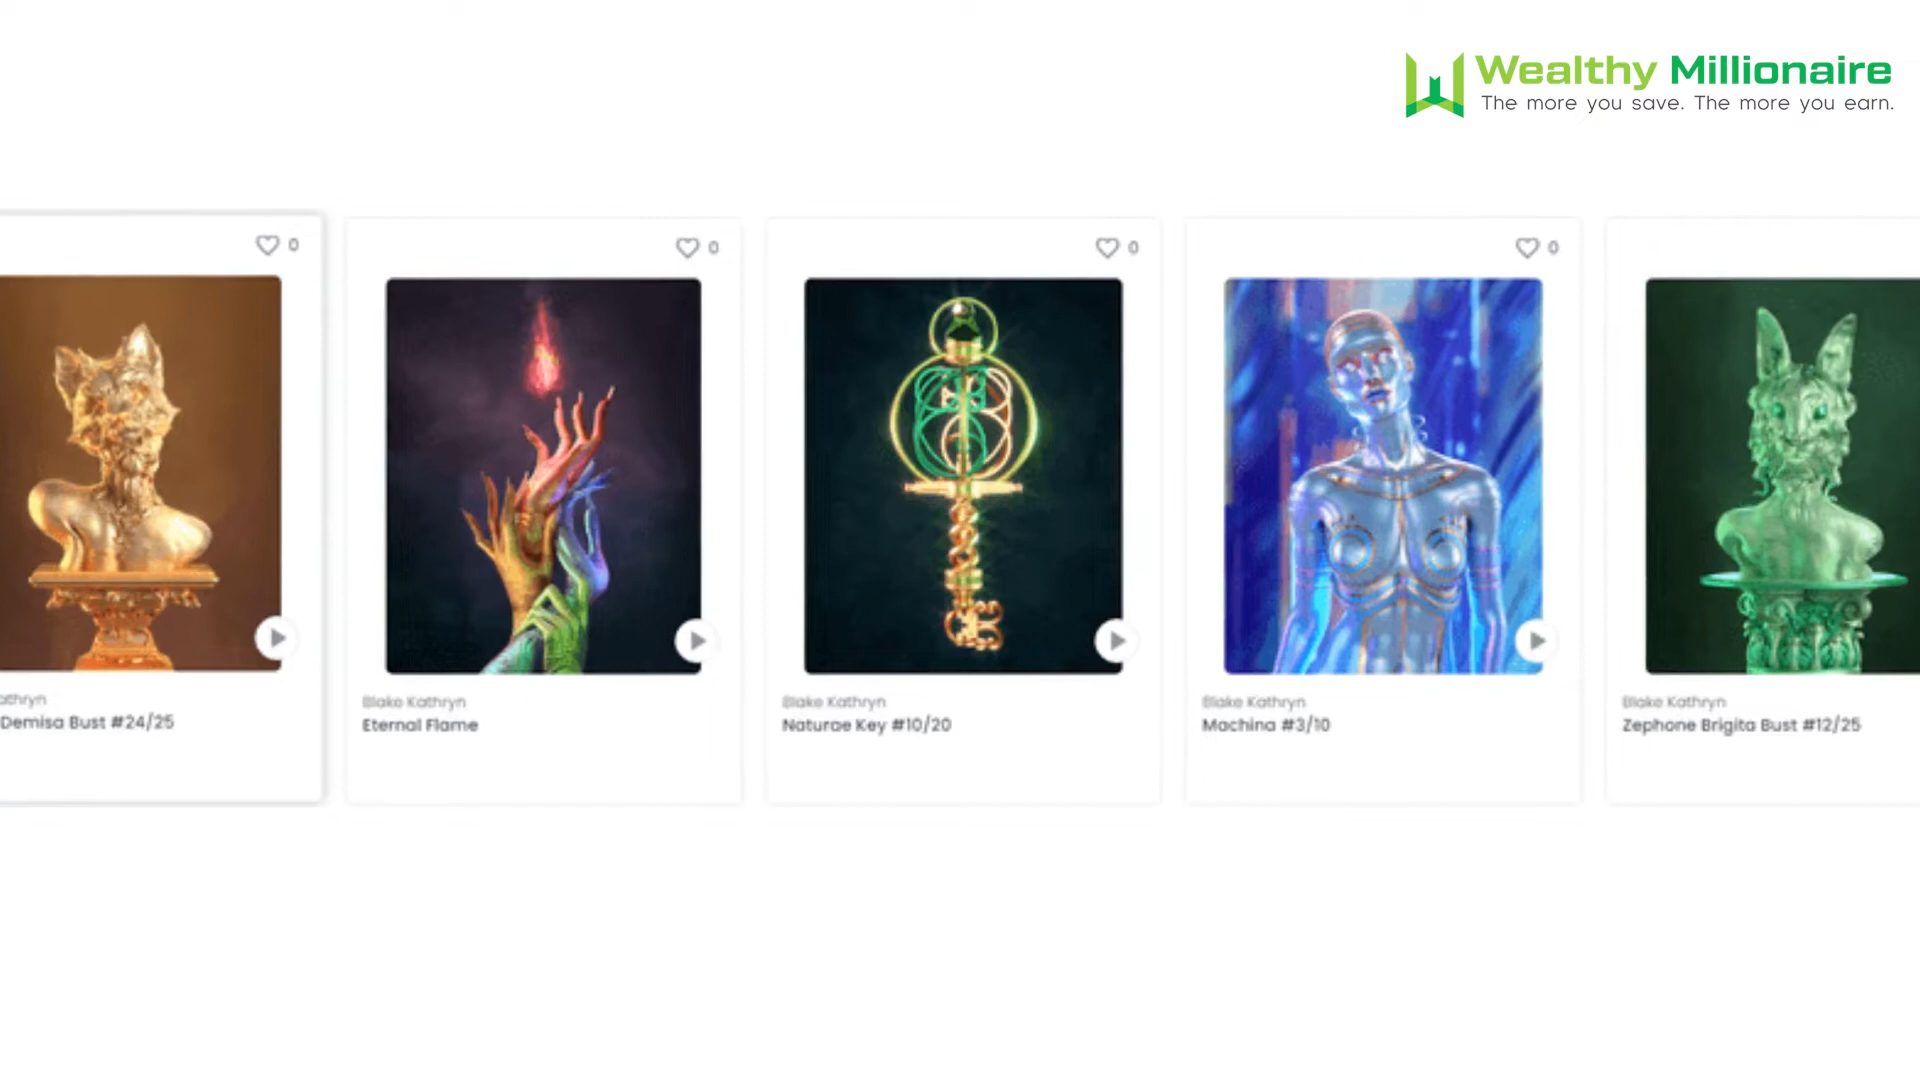 Wealthy Millionaire
The more you save. The more you earn.
0
0
0
0
Demisa Bust #24/25
Blake Kathryn
Eternal Flame
Blake Kathryn
Naturae Key #10/20
Blake Kathryn
Machina #3/10
Blake Kathryn
Zephone Brigita Bust #12/25